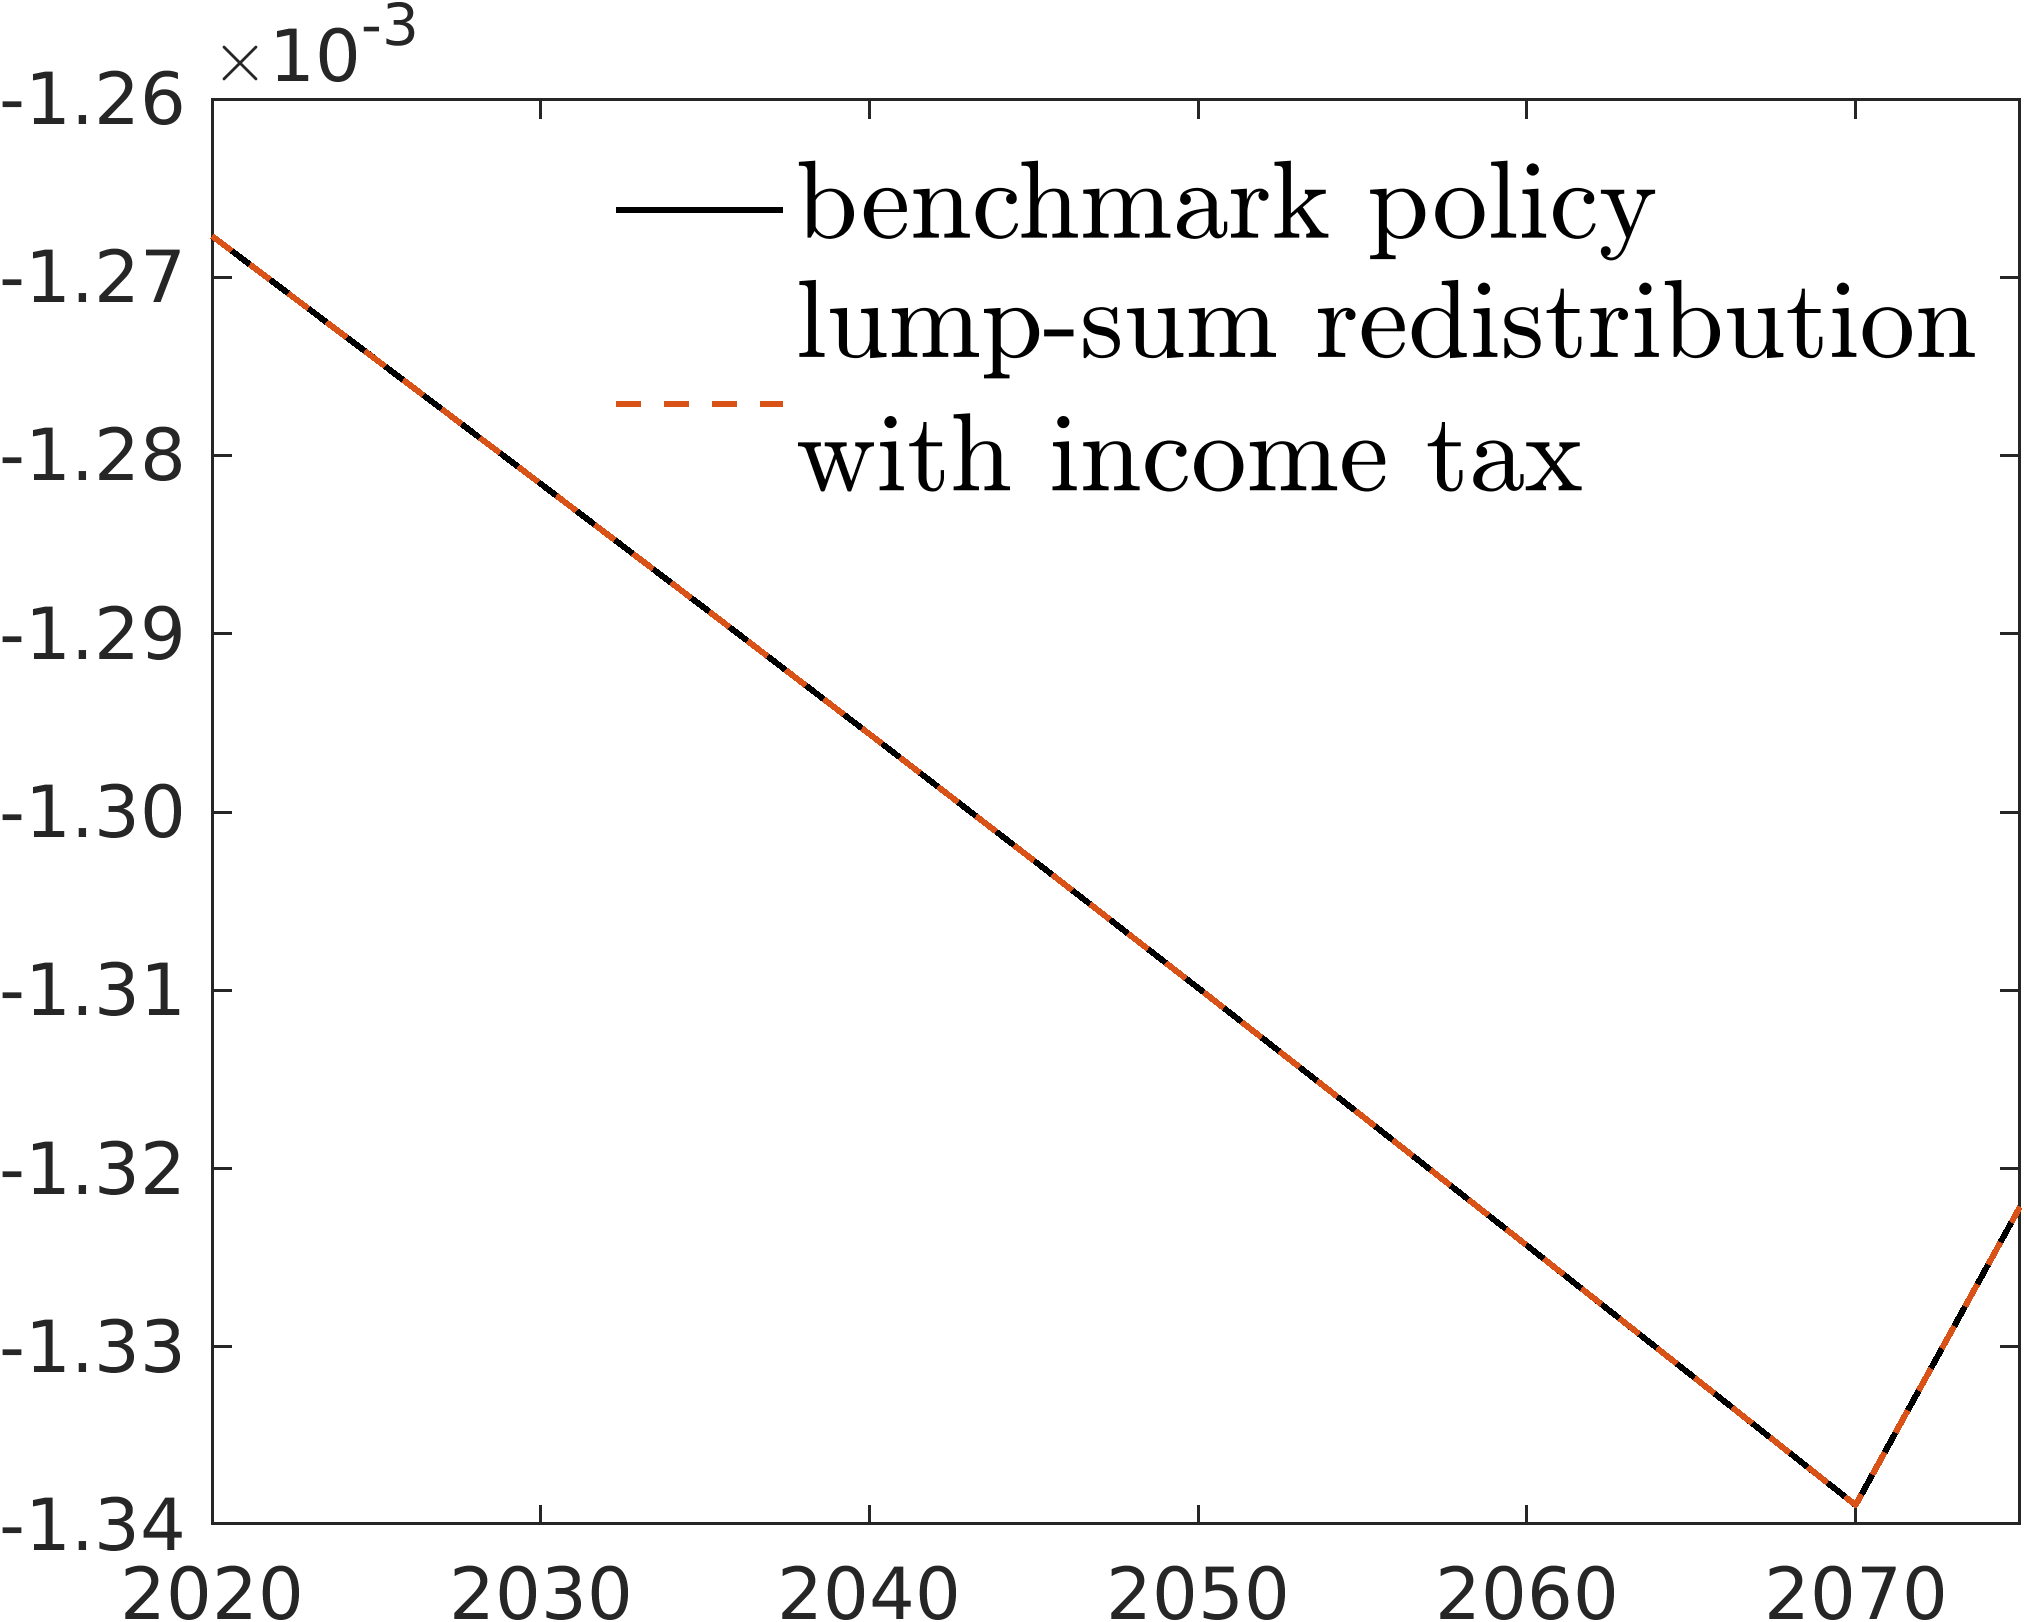 ×10-3
-1.26
benchmark policy
-1.27
lump-sum redistribution
with income tax
-1.28
-1.29
-1.30
-1.31
-1.32
-1.33
-1.34
2020 2030 2040 2050 2060 2070